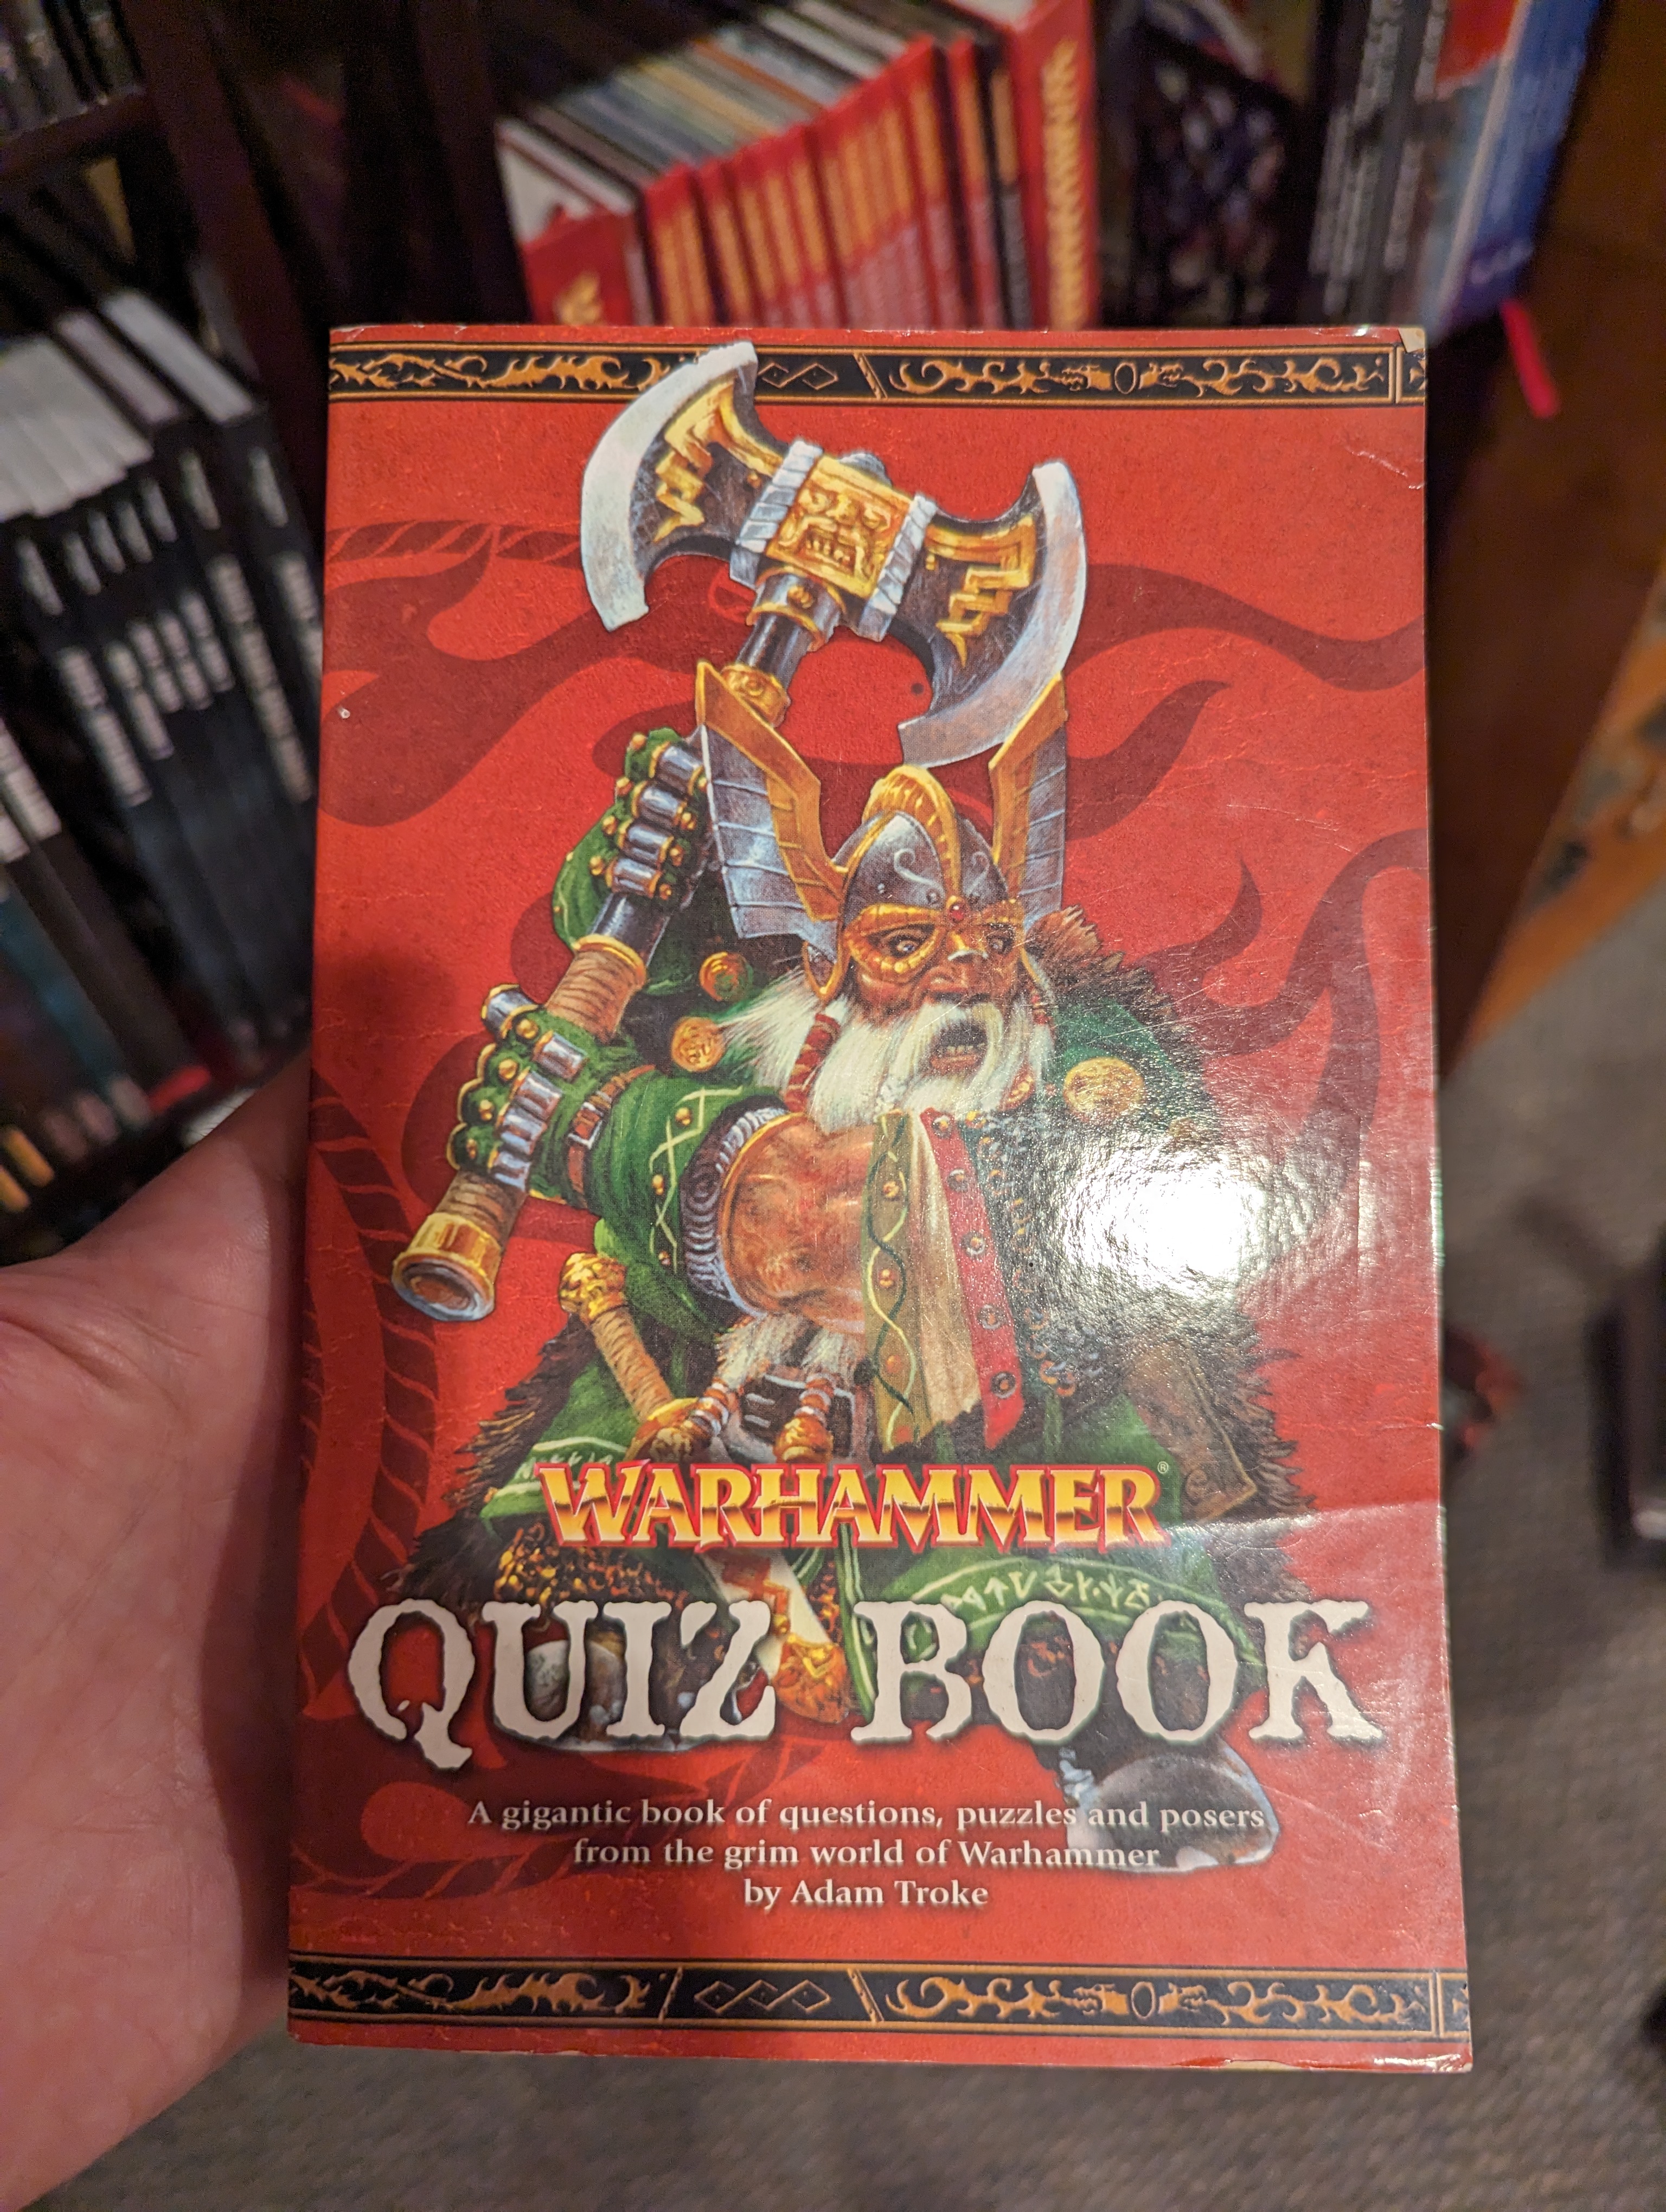 WARHAMMER®
QUIZ BOOK
A gigantic book of questions, puzzles and posers
from the grim world of Warhammer
by Adam Troke